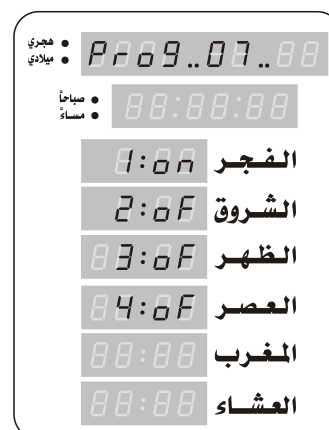 هجري Prog..07..
ميلادي
صباحاً
مساءً
الفجر 1:on
الشروق 2:oF
الظهر 3:oF
العصر 4:oF
المغرب
العشاء